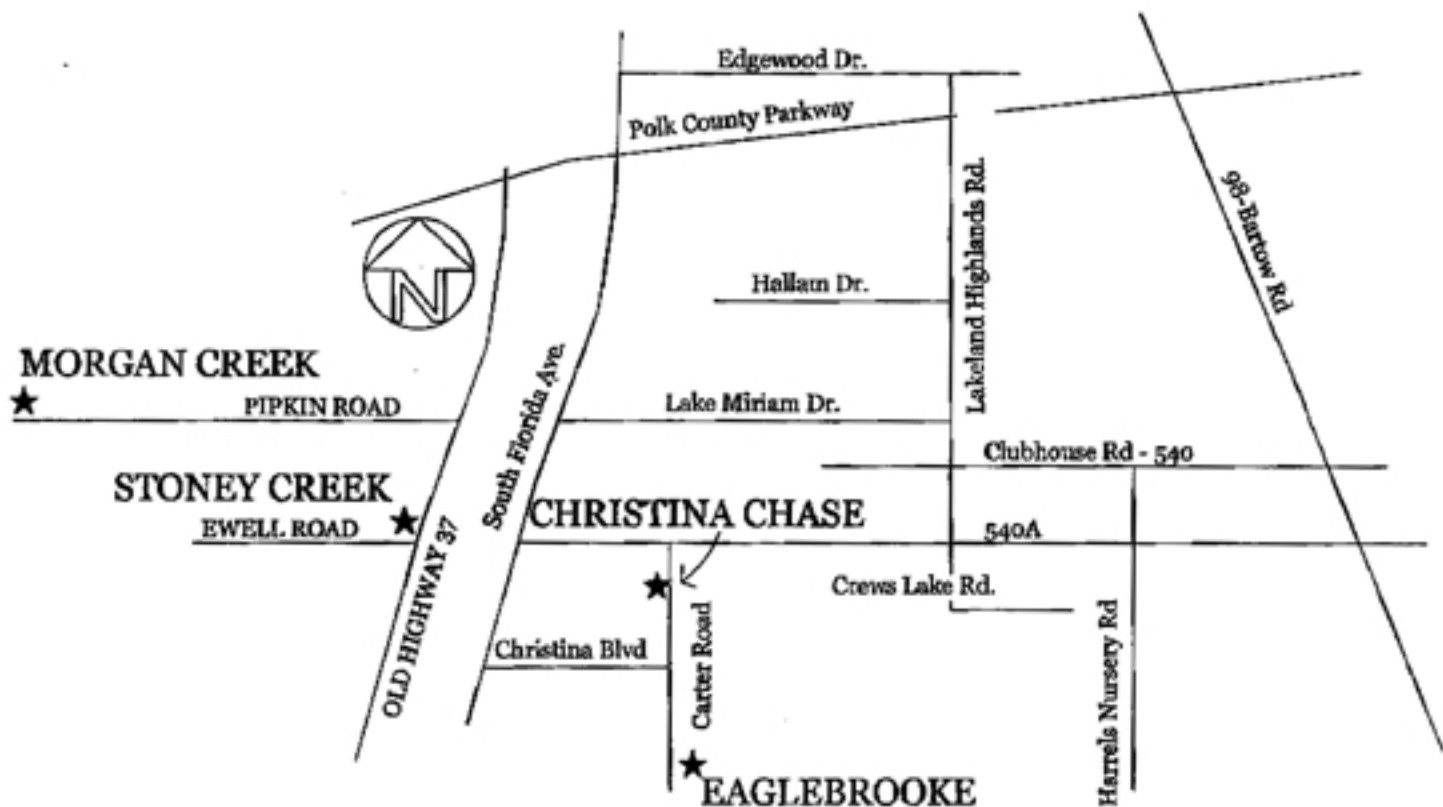 Edgewood Dr.
Polk County Parkway
Lakeland Highlands Rd.
98-Bartow Rd
N
Hallam Dr.
MORGAN CREEK
PIPKIN ROAD
South Florida Ave.
Lake Miriam Dr.
Clubhouse Rd - 540
STONEY CREEK
EWELL ROAD
OLD HIGHWAY 37
CHRISTINA CHASE
540A
Crews Lake Rd.
Christina Blvd
Carter Road
Harrels Nursery Rd
EAGLEBROOKE